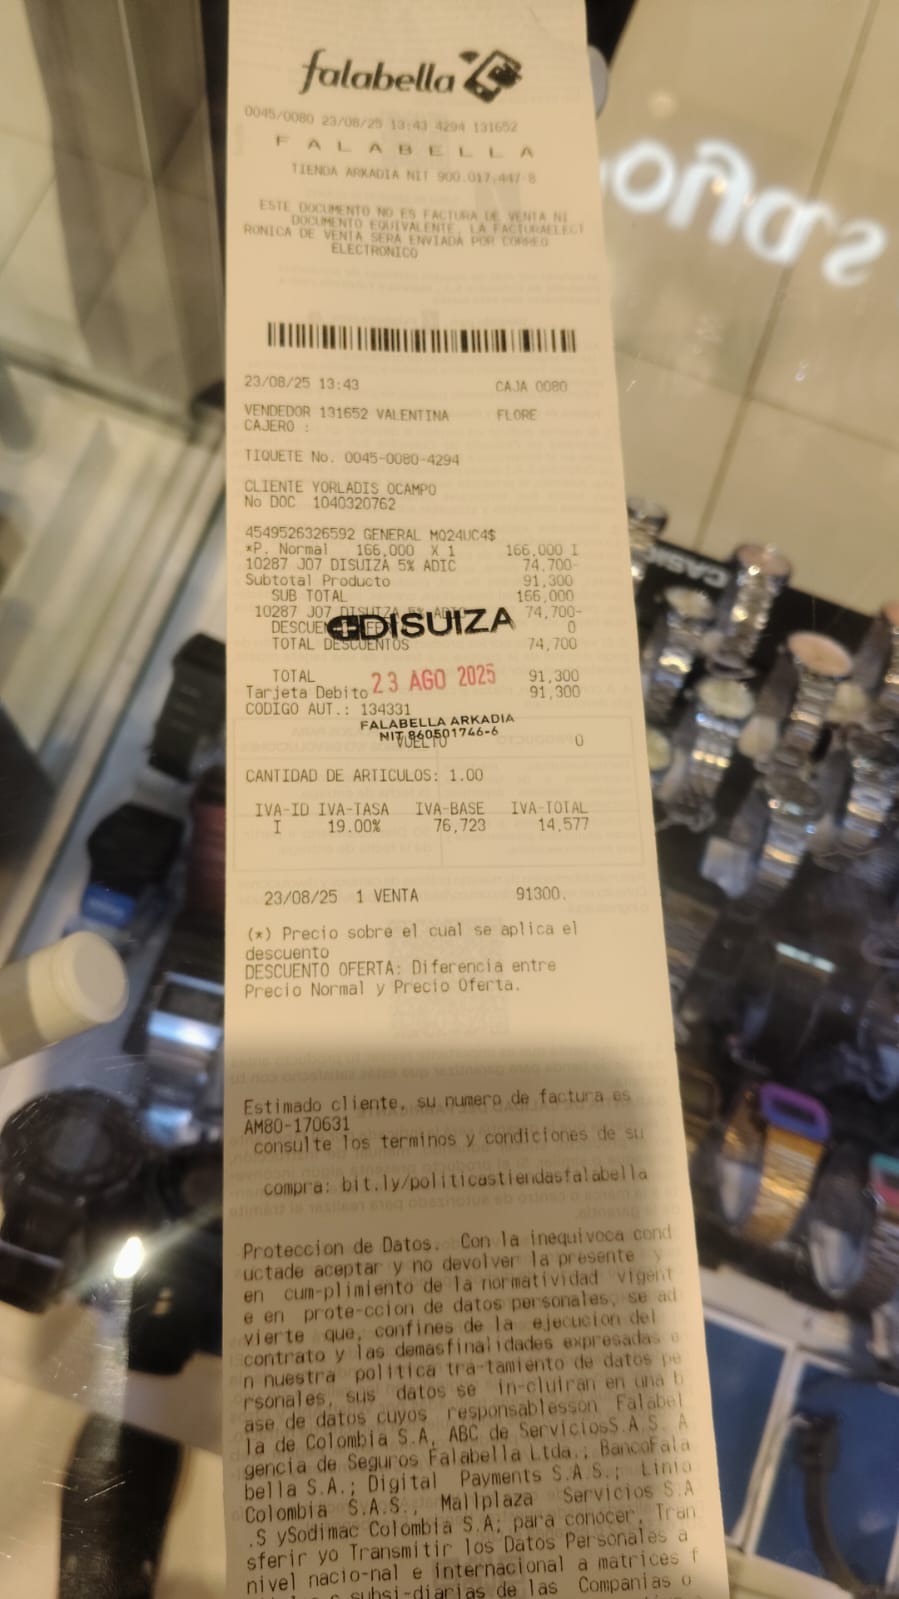 falabella
0045/0080 23/08/25 13:43 4294 131652
F A L A B E L L A
TIENDA ARKADIA NIT 900.017.447-8
ESTE DOCUMENTO NO ES FACTURA DE VENTA NI
DOCUMENTO EQUIVALENTE, LA FACTURAELECT
RONICA DE VENTA SERA ENVIADA POR CORREO
ELECTRONICO
23/08/25 13:43 CAJA 0080
VENDEDOR 131652 VALENTINA FLORE
CAJERO :
TIQUETE No. 0045-0080-4294
CLIENTE YORLADIS OCAMPO
No DOC 1040320762
4549526326592 GENERAL MQ24UC4$
*P. Normal 166,000 X 1 166,000 I
10287 J07 DISUIZA 5% ADIC 74,700-
Subtotal Producto 91,300
SUB TOTAL 166,000
10287 J07 DISUIZA 5% ADIC 74,700-
DISUIZA
0
TOTAL DESCUENTOS 74,700
TOTAL 91,300
23 AGO 2025
Tarjeta Debito 91,300
CODIGO AUT.: 134331
FALABELLA ARKADIA
NIT 860501746-6
VUELTO 0
CANTIDAD DE ARTICULOS: 1.00
IVA-ID IVA-TASA IVA-BASE IVA-TOTAL
I 19.00% 76,723 14,577
23/08/25 1 VENTA 91300.
(*) Precio sobre el cual se aplica el
descuento
DESCUENTO OFERTA: Diferencia entre
Precio Normal y Precio Oferta.
Estimado cliente, su numero de factura es
AM80-170631
consulte los terminos y condiciones de su
compra: bit.ly/politicastiendasfalabella
Proteccion de Datos. Con la inequivoca cond
uctade aceptar y no devolver la presente y
en cum-plimiento de la normatividad vigent
e en prote-ccion de datos personales, se ad
vierte que, confines de la ejecucion del
contrato y las demasfinalidades expresadas e
n nuestra politica tra-tamiento de datos pe
rsonales, sus datos se in-cluiran en una b
ase de datos cuyos responsablesson Falabel
la de Colombia S.A, ABC de ServiciosS.A.S. A
gencia de Seguros Falabella Ltda.; BancoFala
bella S.A.; Digital Payments S.A.S.; Linio
Colombia S.A.S., Mallplaza Servicios S.A
.S ySodimac Colombia S.A; para conocer, Tran
sferir yo Transmitir los Datos Personales a
nivel nacio-nal e internacional a matrices f
subsi-diarias de las Companias o
CASIO